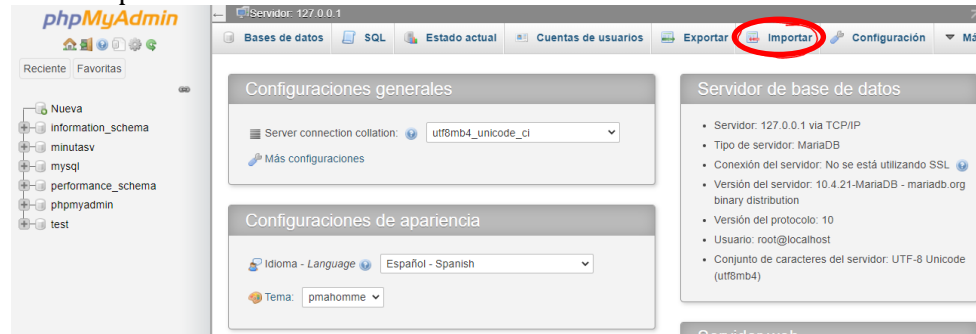 phpMyAdmin
Reciente Favoritas
Nueva
information_schema
minutasv
mysql
performance_schema
phpmyadmin
test
Servidor: 127.0.0.1
Bases de datos SQL Estado actual Cuentas de usuarios Exportar Importar Configuración
Configuraciones generales
Server connection collation: utf8mb4_unicode_ci
Más configuraciones
Configuraciones de apariencia
Idioma - Language Español - Spanish
Tema: pmahomme
Servidor de base de datos
Servidor: 127.0.0.1 via TCP/IP
Tipo de servidor: MariaDB
Conexión del servidor: No se está utilizando SSL
Versión del servidor: 10.4.21-MariaDB - mariadb.org
binary distribution
Versión del protocolo: 10
Usuario: root@localhost
Conjunto de caracteres del servidor: UTF-8 Unicode
(utf8mb4)